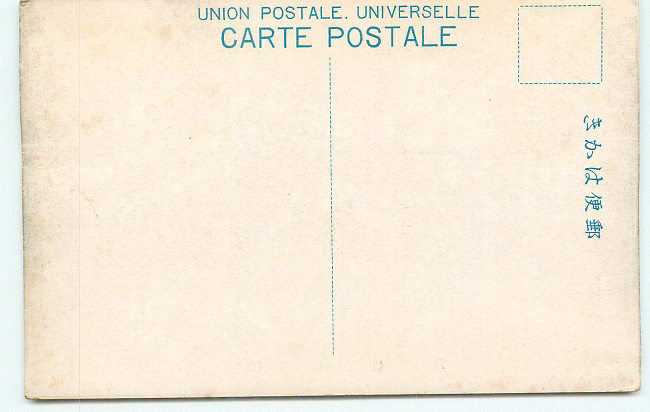 UNION POSTALE. UNIVERSELLE
CARTE POSTALE
郵便はかき